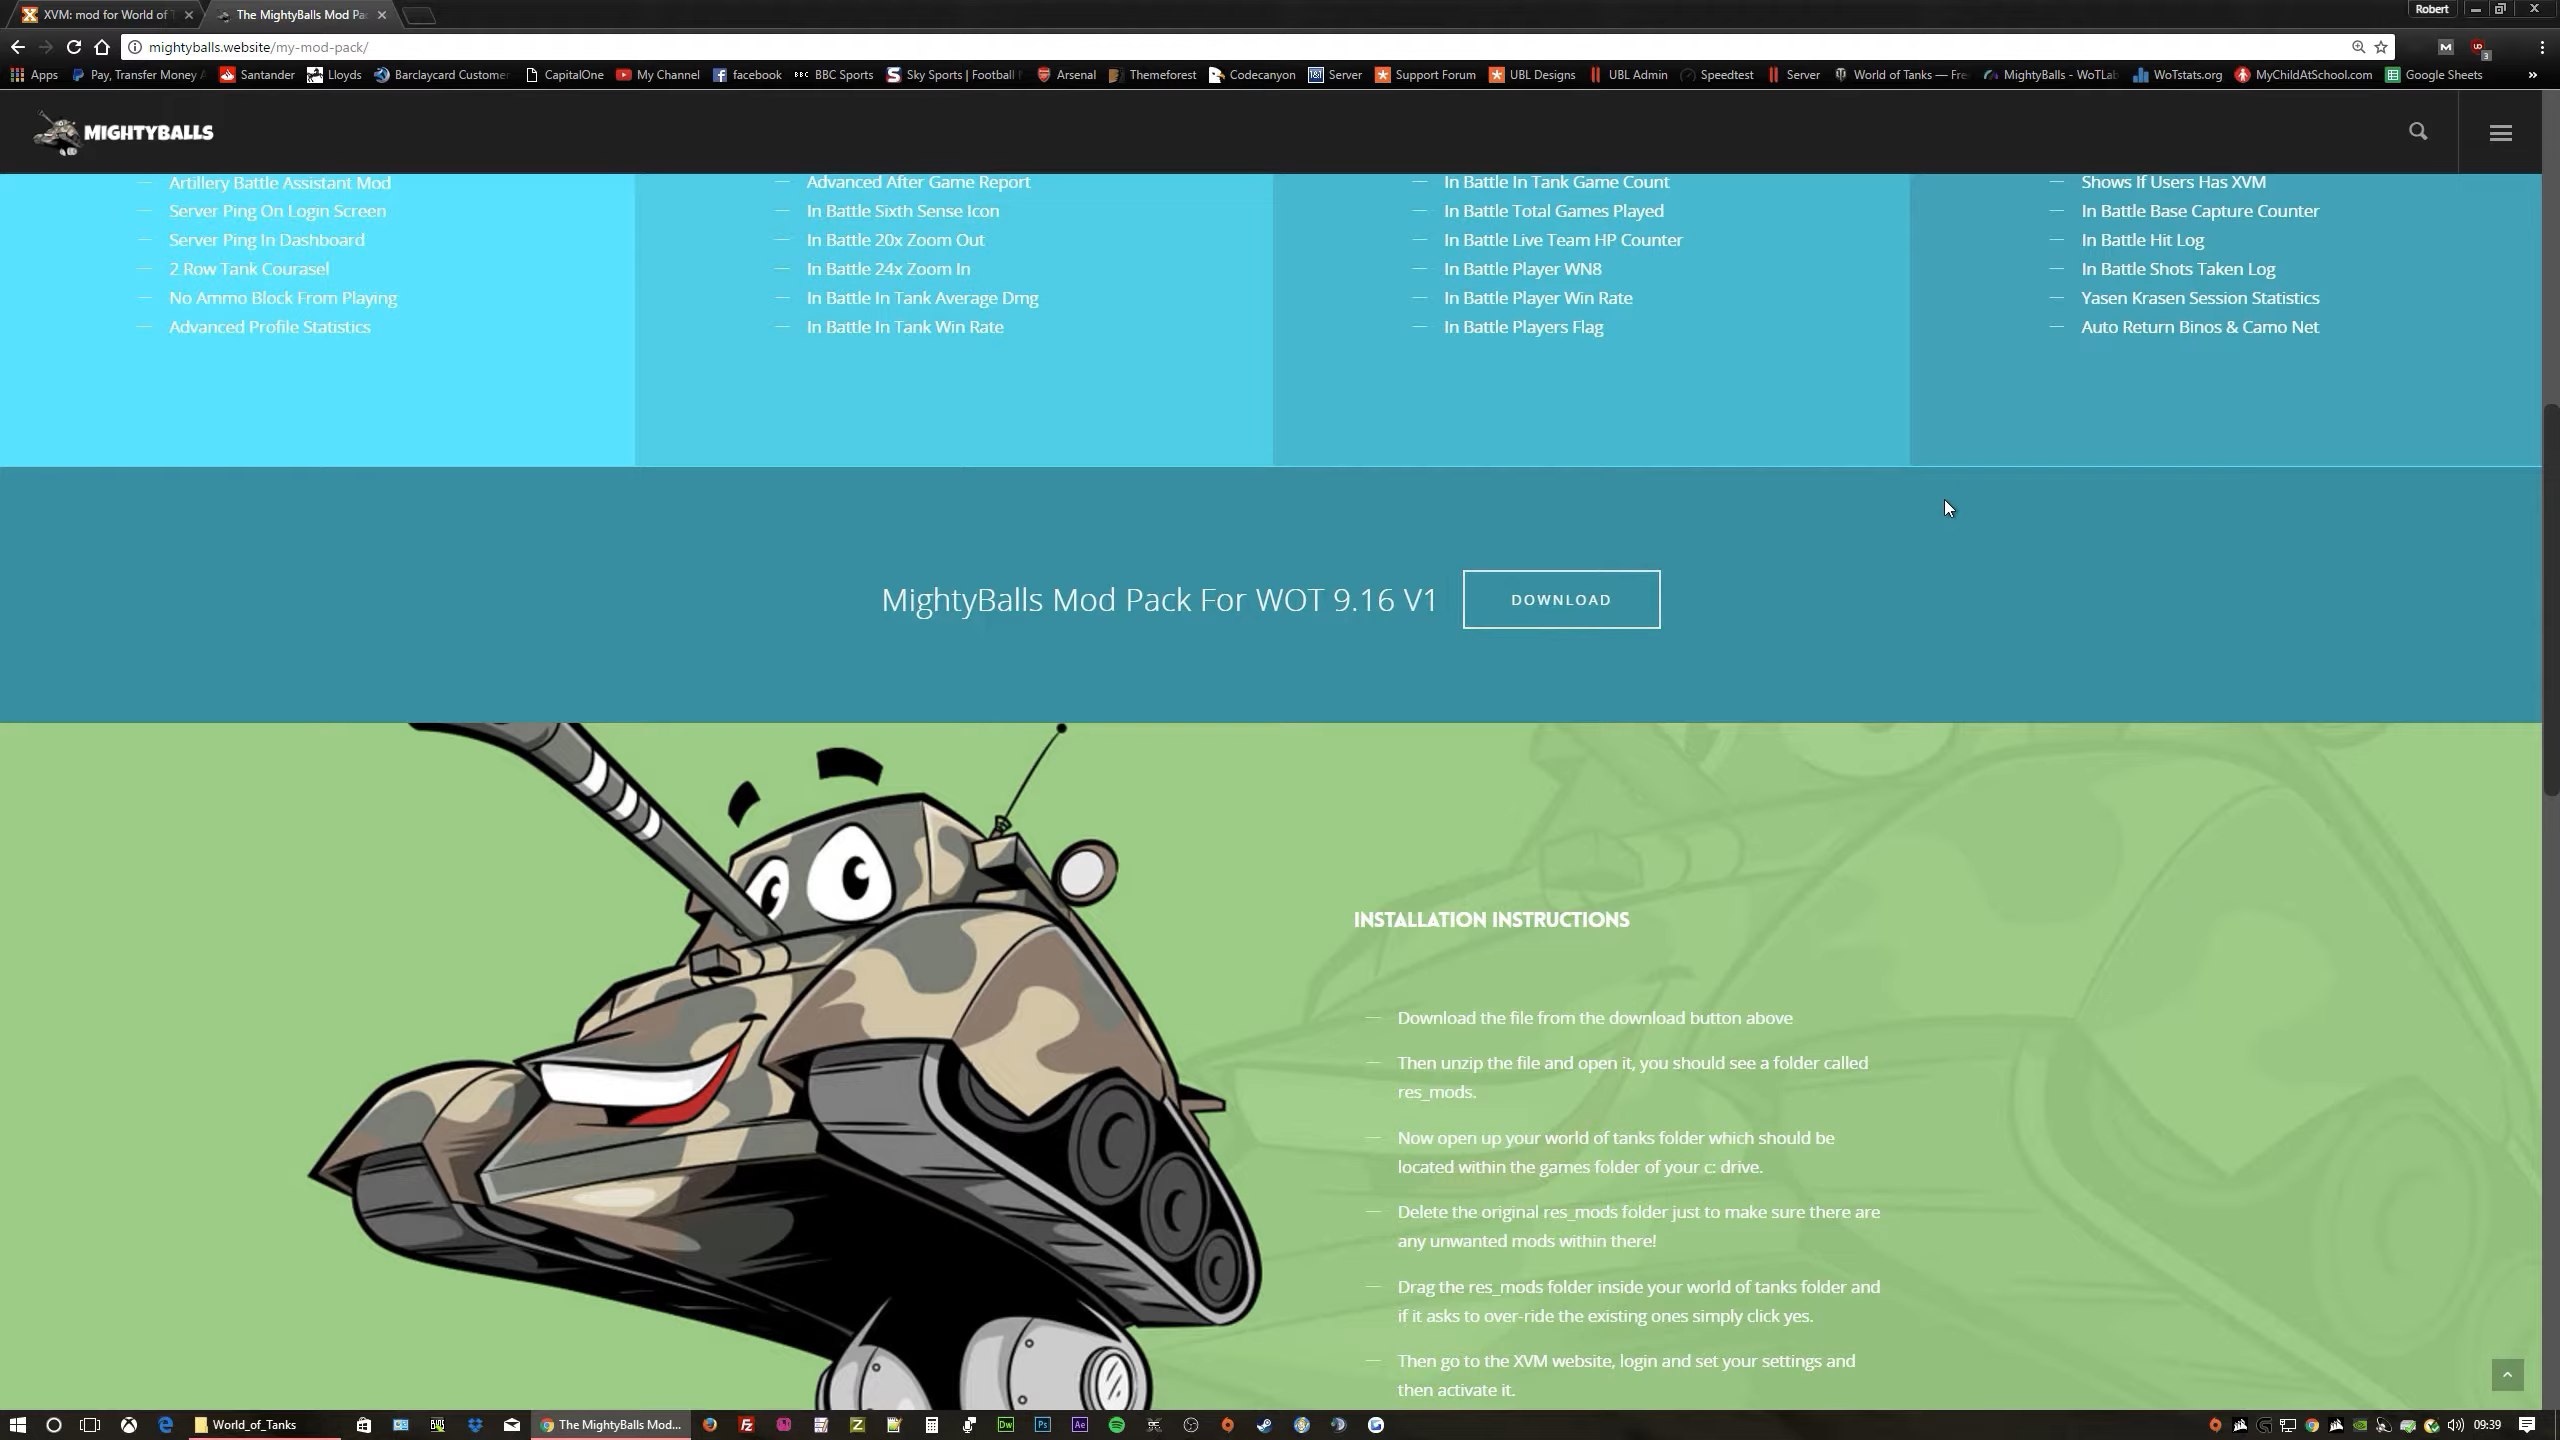 XVM: mod for World of T
The MightyBalls Mod Pa
Robert
mightyballs.website/my-mod-pack/
Apps
Pay, Transfer Money
Santander
Lloyds
Barclaycard Customer
CapitalOne
My Channel
facebook
BBC BBC Sports
Sky Sports | Football
Arsenal
Themeforest
Codecanyon
Server
Support Forum
UBL Designs
UBL Admin
Speedtest
Server
World of Tanks — Fre
MightyBalls - WoTLab
WoTstats.org
MyChildAtSchool.com
Google Sheets
MIGHTYBALLS
Artillery Battle Assistant Mod
Server Ping On Login Screen
Server Ping In Dashboard
2 Row Tank Courasel
No Ammo Block From Playing
Advanced Profile Statistics
Advanced After Game Report
In Battle Sixth Sense Icon
In Battle 20x Zoom Out
In Battle 24x Zoom In
In Battle In Tank Average Dmg
In Battle In Tank Win Rate
In Battle In Tank Game Count
In Battle Total Games Played
In Battle Live Team HP Counter
In Battle Player WN8
In Battle Player Win Rate
In Battle Players Flag
Shows If Users Has XVM
In Battle Base Capture Counter
In Battle Hit Log
In Battle Shots Taken Log
Yasen Krasen Session Statistics
Auto Return Binos & Camo Net
MightyBalls Mod Pack For WOT 9.16 V1
DOWNLOAD
INSTALLATION INSTRUCTIONS
Download the file from the download button above
Then unzip the file and open it, you should see a folder called
res_mods.
Now open up your world of tanks folder which should be
located within the games folder of your c: drive.
Delete the original res_mods folder just to make sure there are
any unwanted mods within there!
Drag the res_mods folder inside your world of tanks folder and
if it asks to over-ride the existing ones simply click yes.
Then go to the XVM website, login and set your settings and
then activate it.
World_of_Tanks
The MightyBalls Mod...
09:39